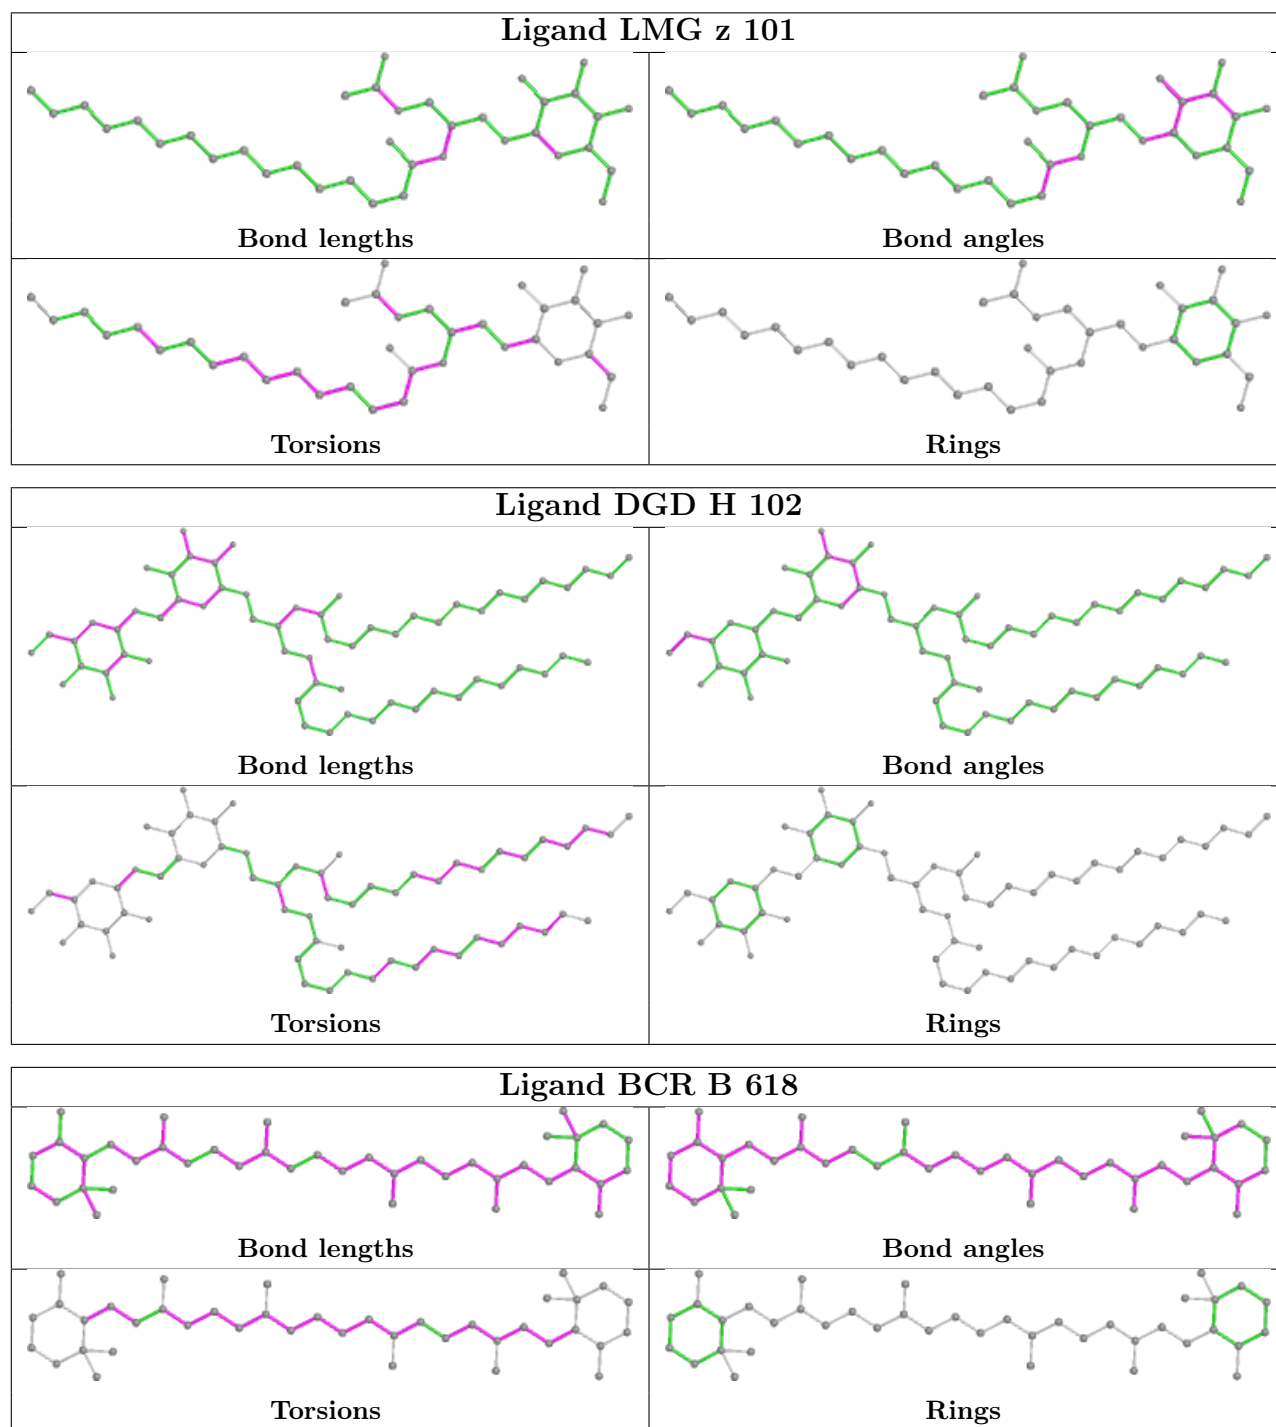 Ligand LMG z 101
Bond lengths
Bond angles
Torsions
Rings
Ligand DGD H 102
Bond lengths
Bond angles
Torsions
Rings
Ligand BCR B 618
Bond lengths
Bond angles
Torsions
Rings